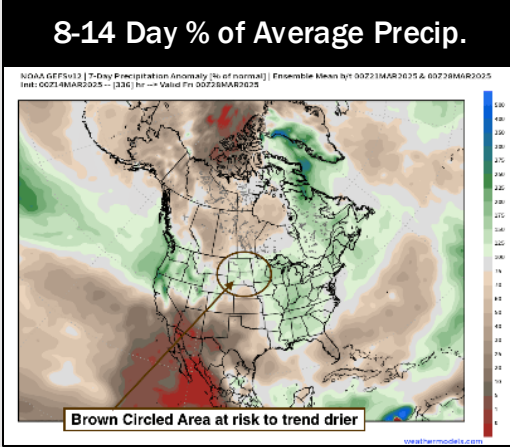 8-14 Day % of Average Precip.
NOAA GEFSv12 | 7-Day Precipitation Anomaly [% of normal] | Ensemble Mean b/t 00Z21MAR2025 & 00Z28MAR2025
Init: 00Z14MAR2025 -- [336] hr --> Valid Fri 00Z28MAR2025
Brown Circled Area at risk to trend drier
weathermodels.com